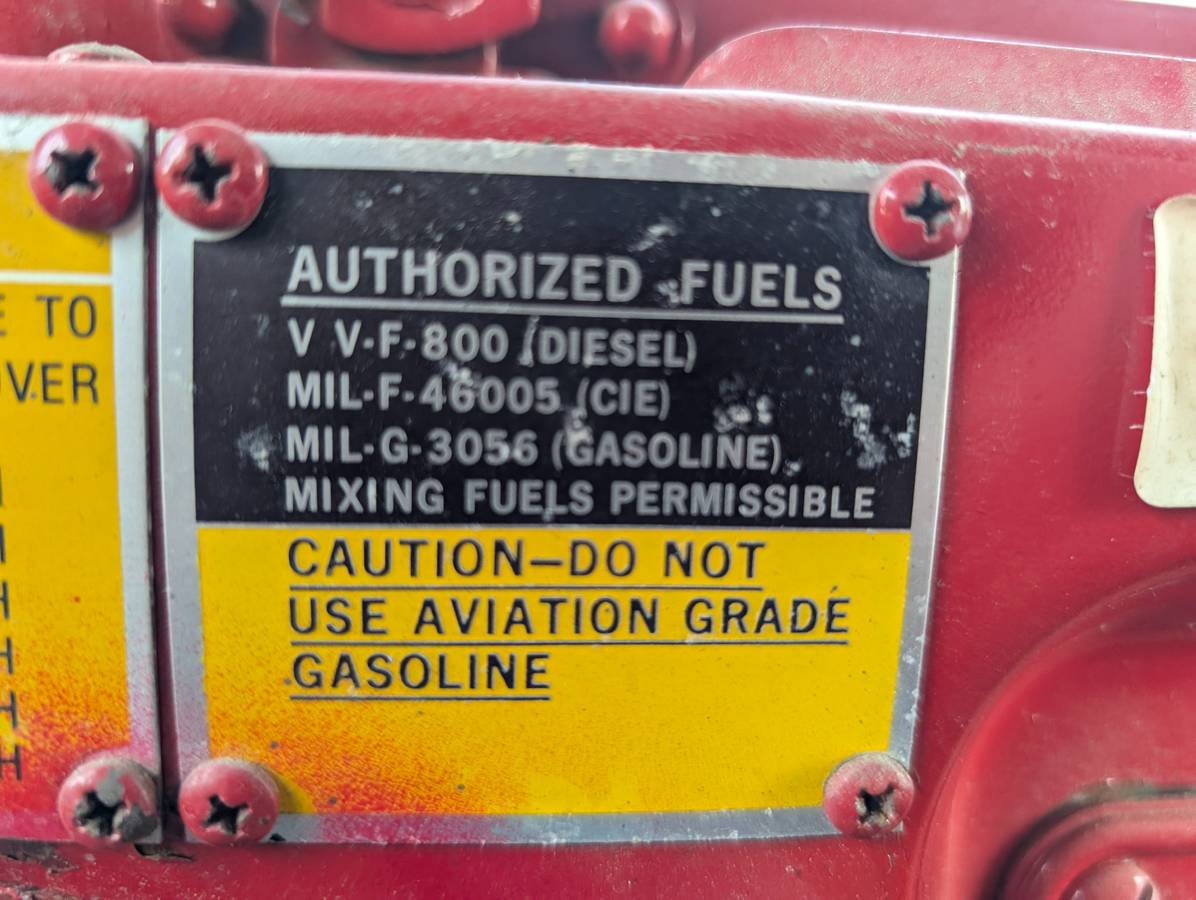 E TO
OVER
H
H
H
H
AUTHORIZED FUELS
V V-F-800 (DIESEL)
MIL-F-46005 (CIE)
MIL-G-3056 (GASOLINE)
MIXING FUELS PERMISSIBLE
CAUTION—DO NOT
USE AVIATION GRADE
GASOLINE